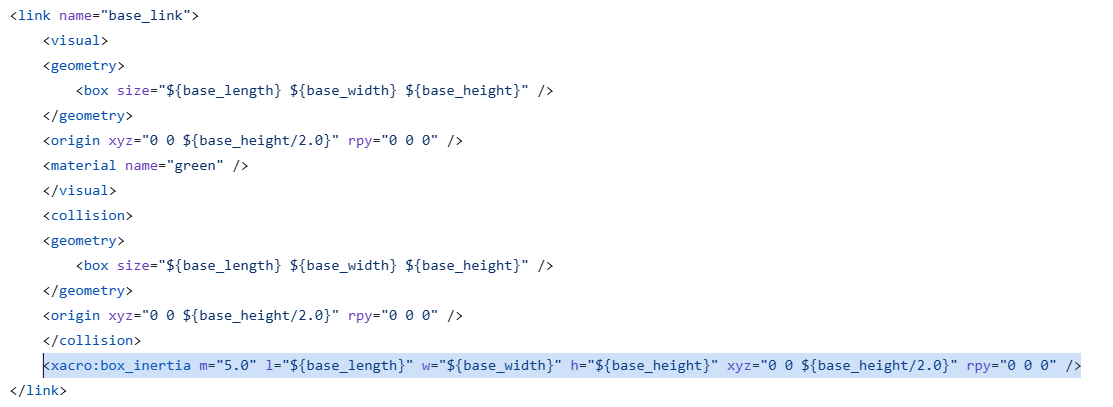 <link name="base_link">
<visual>
<geometry>
<box size="${base_length} ${base_width} ${base_height}" />
</geometry>
<origin xyz="0 0 ${base_height/2.0}" rpy="0 0 0" />
<material name="green" />
</visual>
<collision>
<geometry>
<box size="${base_length} ${base_width} ${base_height}" />
</geometry>
<origin xyz="0 0 ${base_height/2.0}" rpy="0 0 0" />
</collision>
<xacro:box_inertia m="5.0" l="${base_length}" w="${base_width}" h="${base_height}" xyz="0 0 ${base_height/2.0}" rpy="0 0 0" />
</link>